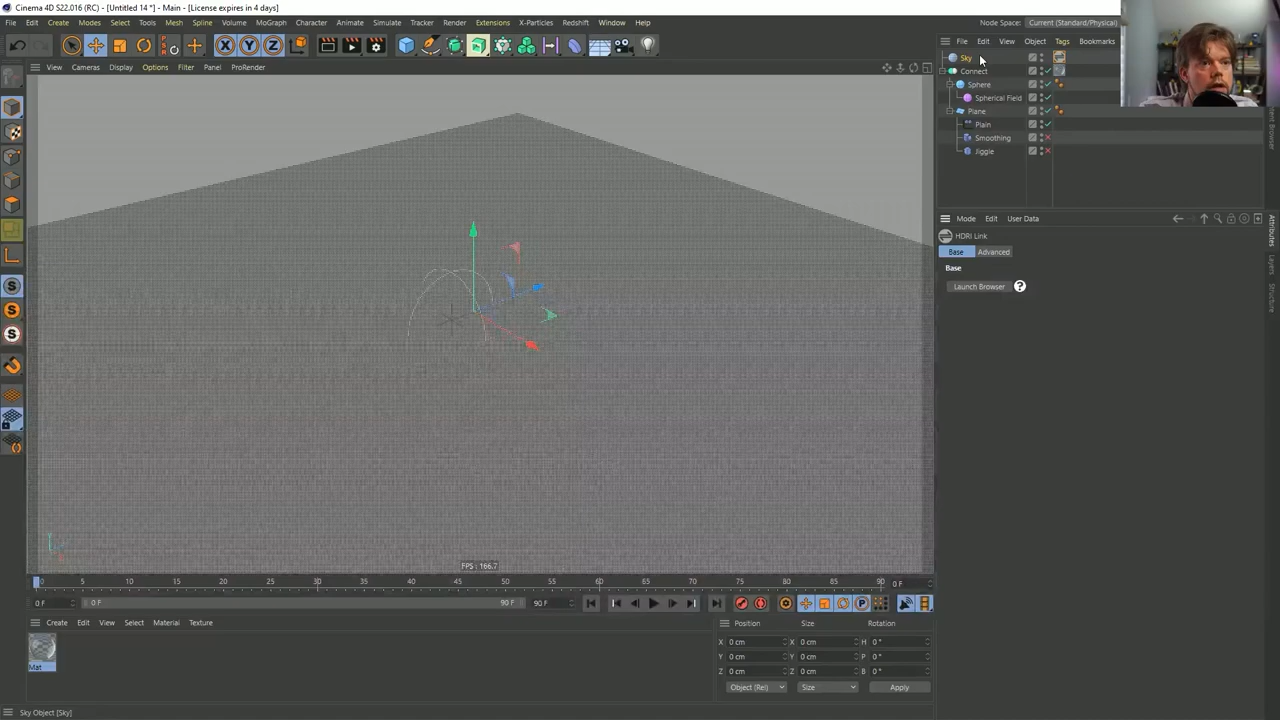 Cinema 4D S22.016 (RC) - [Untitled 14 *] - Main - [License expires in 4 days]
File Edit Create Modes Select Tools Mesh Spline Volume MoGraph Character Animate Simulate Tracker Render Extensions X-Particles Redshift Window Help Node Space: Current (Standard/Physical)
X Y Z
File Edit View Object Tags Bookmarks
View Cameras Display Options Filter Panel ProRender
Sky
Connect
Sphere
Spherical Field
Plane
Plain
Smoothing
Jiggle
Mode Edit User Data
HDRI Link
Base Advanced
Base
Launch Browser ?
Attributes
Layers
Structure
FPS : 166.7
0 5 10 15 20 25 30 35 40 45 50 55 60 65 70 75 80 85 90 0 F
0 F 0 F 90 F 90 F
Create Edit View Select Material Texture
Mat
Position Size Rotation
X 0 cm X 0 cm H 0 °
Y 0 cm Y 0 cm P 0 °
Z 0 cm Z 0 cm B 0 °
Object (Rel) Size Apply
Sky Object [Sky]